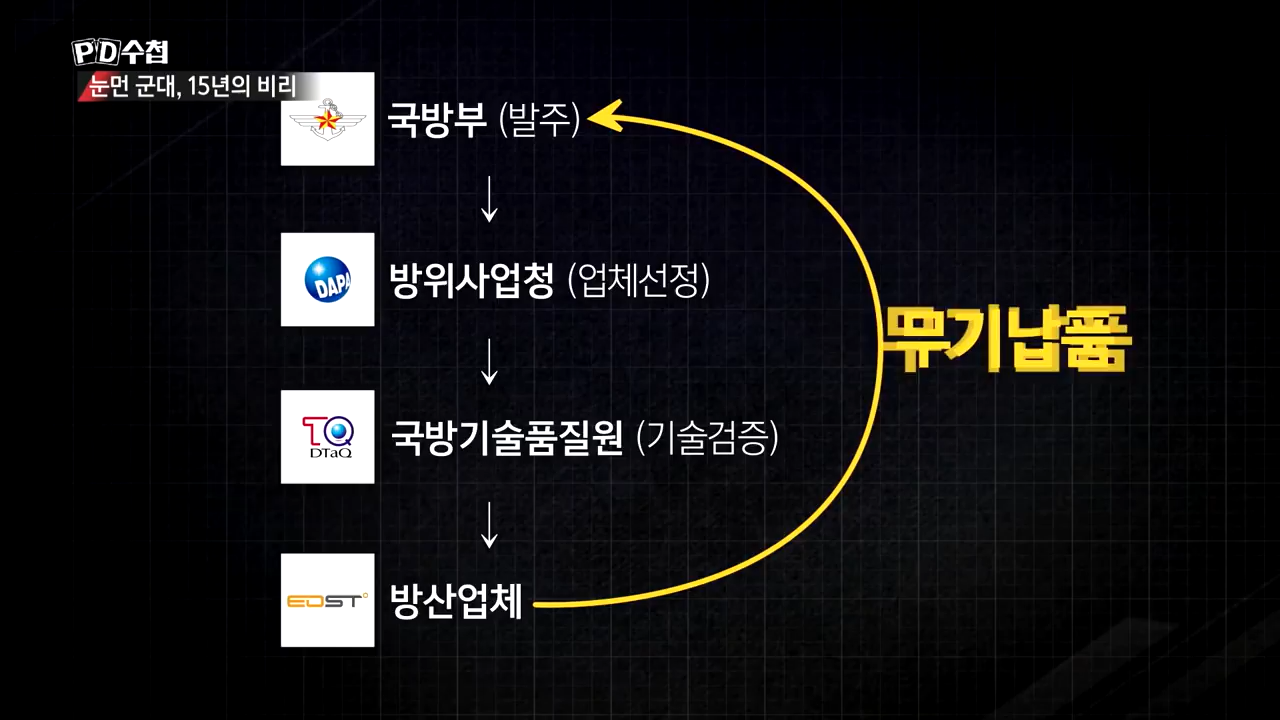 PD수첩
눈먼 군대, 15년의 비리
국방부 (발주)
DAPA
방위사업청 (업체선정)
무기납품
TQ
DTaQ
국방기술품질원 (기술검증)
EOST
방산업체